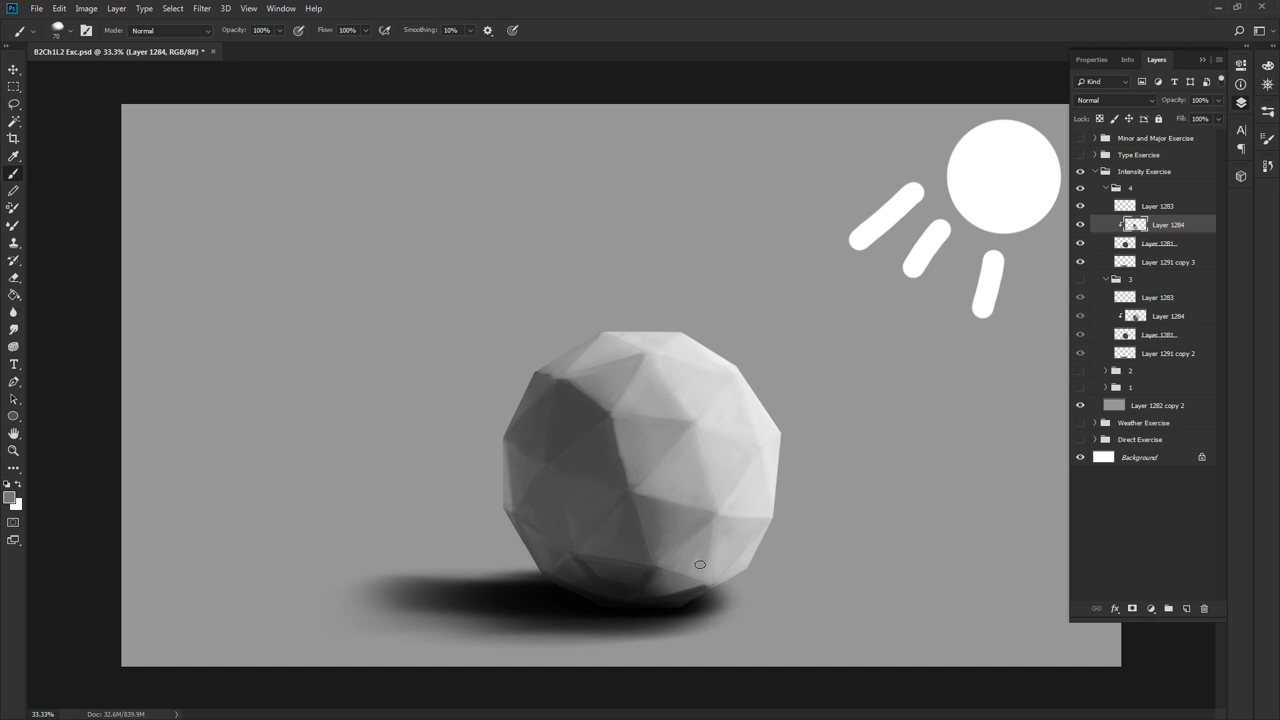 Ps File Edit Image Layer Type Select Filter 3D View Window Help
70 Mode: Normal Opacity: 100% Flow: 100% Smoothing: 10%
B2Ch1L2 Exc.psd @ 33.3% (Layer 1284, RGB/8#) * ×
Properties Info Layers
Kind
Normal Opacity: 100%
Lock: Fill: 100%
Minor and Major Exercise
Type Exercise
Intensity Exercise
4
Layer 1283
Layer 1284
Layer 1281
Layer 1291 copy 3
3
Layer 1283
Layer 1284
Layer 1281
Layer 1291 copy 2
2
1
Layer 1282 copy 2
Weather Exercise
Direct Exercise
Background
33.33% Doc: 32.6M/839.9M